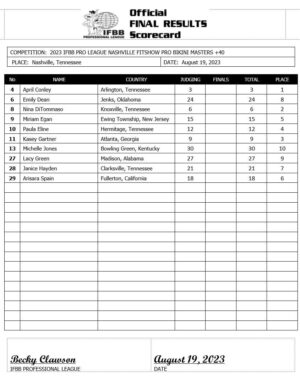 Official
FINAL RESULTS
Scorecard
IFBB
PROFESSIONAL LEAGUE
COMPETITION: 2023 IFBB PRO LEAGUE NASHVILLE FITSHOW PRO BIKINI MASTERS +40
PLACE: Nashville, Tennessee DATE: August 19, 2023
No NAME COUNTRY JUDGING FINALS TOTAL PLACE
4 April Conley Arlington, Tennessee 3 3 1
6 Emily Dean Jenks, Oklahoma 24 24 8
8 Nina DiTommaso Knoxville, Tennessee 6 6 2
9 Miriam Egan Ewing Township, New Jersey 15 15 5
10 Paula Eline Hermitage, Tennessee 12 12 4
11 Kasey Gartner Atlanta, Georgia 9 9 3
13 Michelle Jones Bowling Green, Kentucky 30 30 10
27 Lacy Green Madison, Alabama 27 27 9
28 Janice Hayden Clarksville, Tennessee 21 21 7
29 Arisara Spain Fullerton, California 18 18 6
Becky Clawson August 19, 2023
IFBB PROFESSIONAL LEAGUE DATE